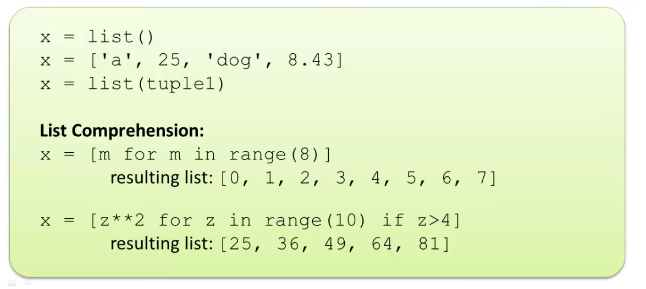 x = list()
x = ['a', 25, 'dog', 8.43]
x = list(tuple1)
List Comprehension:
x = [m for m in range(8)]
resulting list: [0, 1, 2, 3, 4, 5, 6, 7]
x = [z**2 for z in range(10) if z>4]
resulting list: [25, 36, 49, 64, 81]